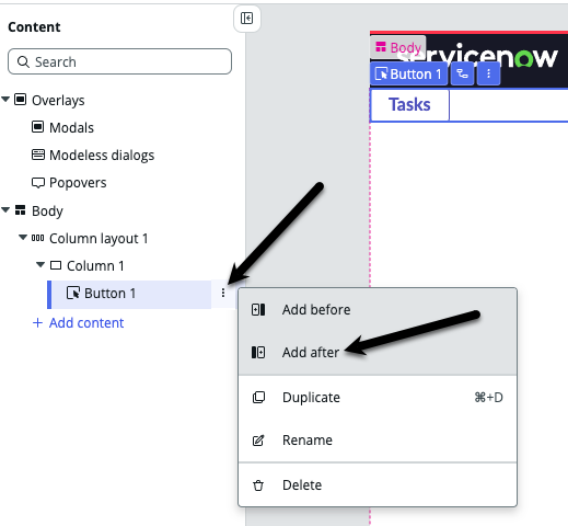 Content
Search
Overlays
Modals
Modeless dialogs
Popovers
Body
Column layout 1
Column 1
Button 1
+ Add content
Body
servicenow
Button 1
Tasks
Add before
Add after
Duplicate ⌘+D
Rename
Delete